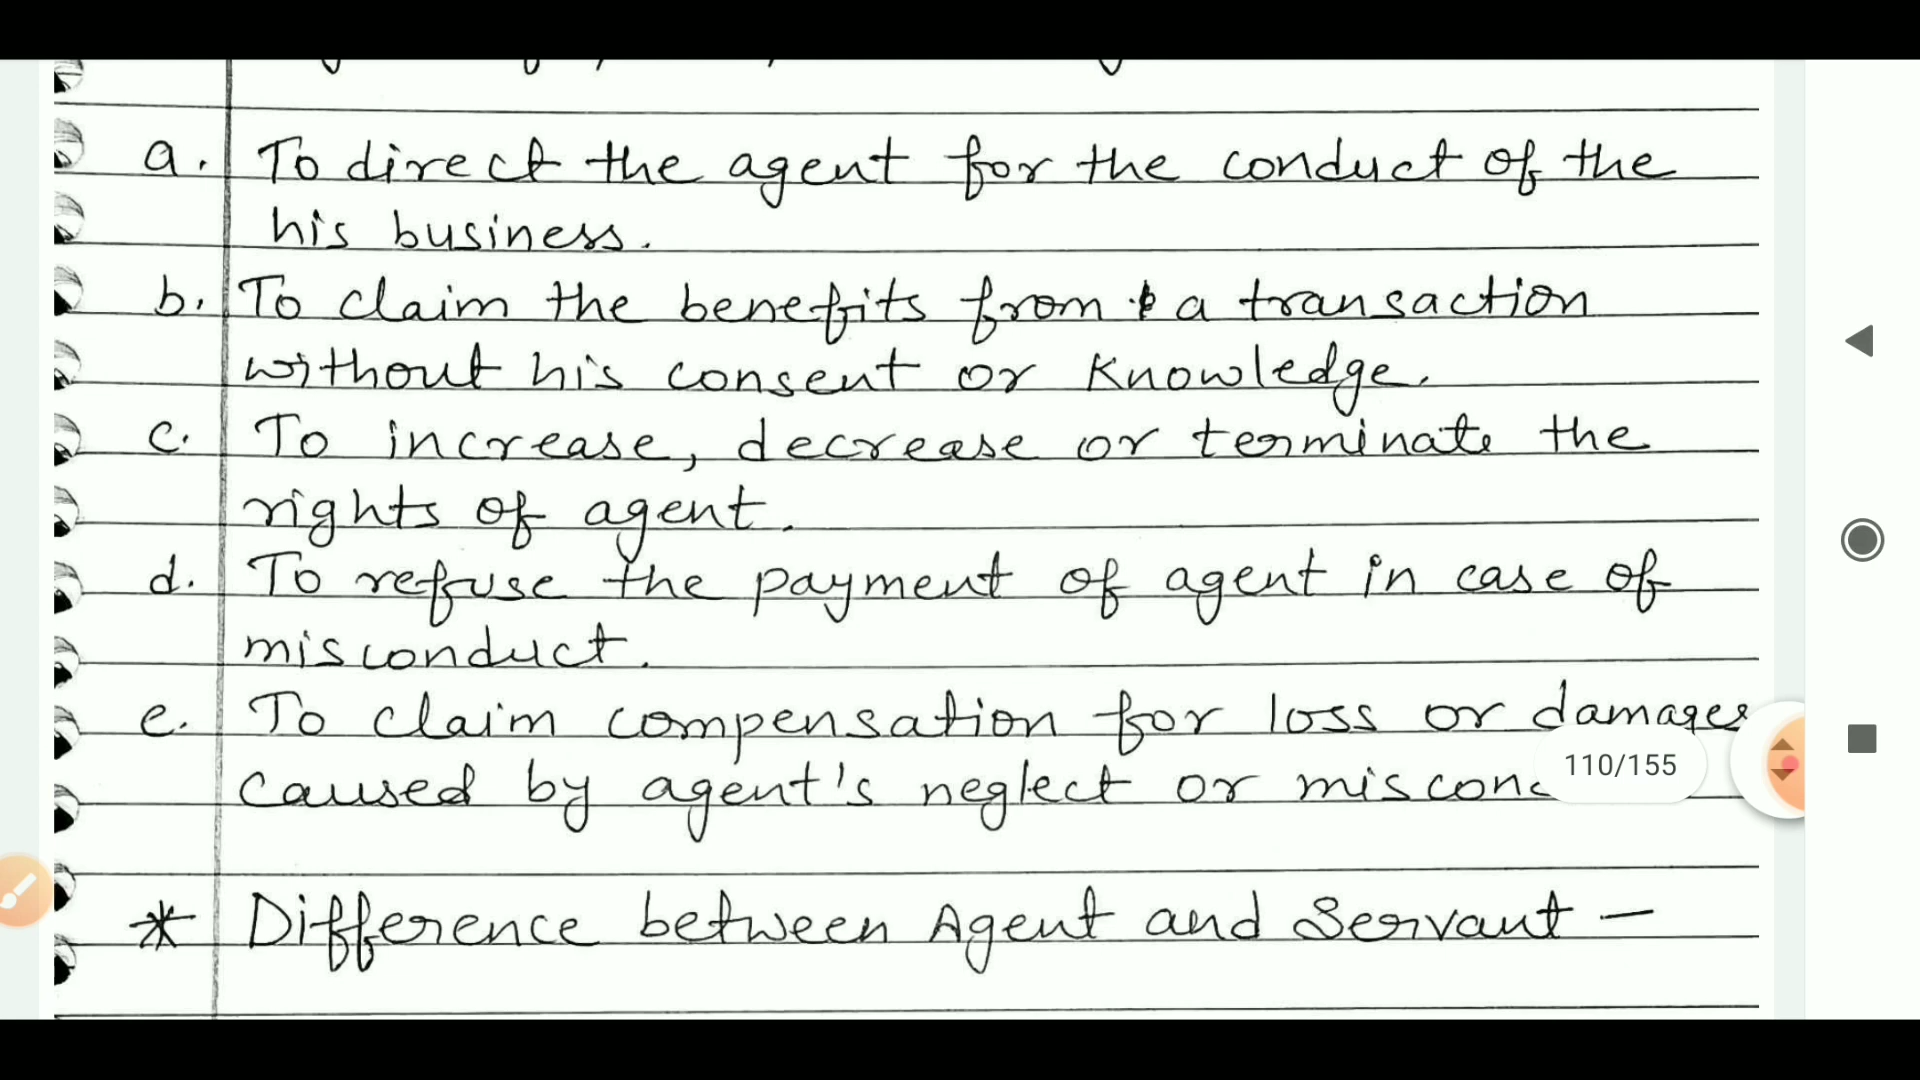 a. To direct the agent for the conduct of the
his business.
b. To claim the benefits from a transaction
without his consent or knowledge.
c. To increase, decrease or terminate the
rights of agent.
d. To refuse the payment of agent in case of
misconduct.
e. To claim compensation for loss or damages
caused by agent's neglect or
110/155
* Difference between Agent and Servant —